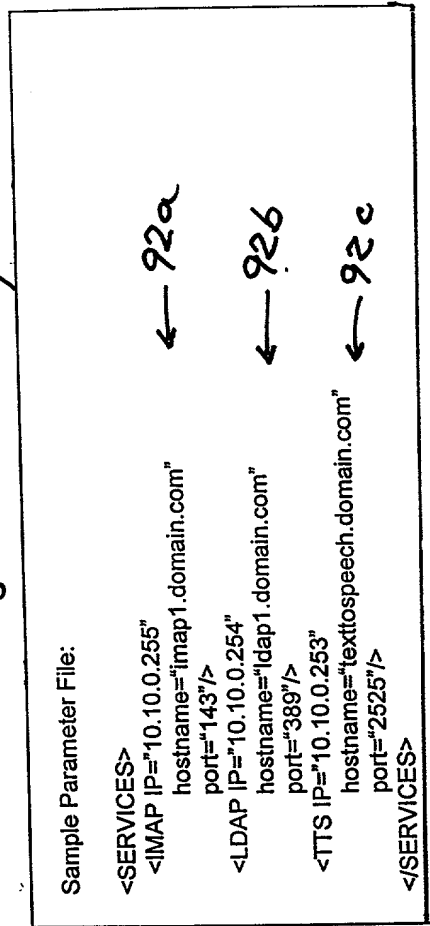 Sample Parameter File:
<SERVICES>
<IMAP IP="10.10.0.255" ← 92a
hostname="imap1.domain.com"
port="143"/>
<LDAP IP="10.10.0.254" ← 92b
hostname="ldap1.domain.com"
port="389"/>
<TTS IP="10.10.0.253" ← 92c
hostname="texttospeech.domain.com"
port="2525"/>
</SERVICES>